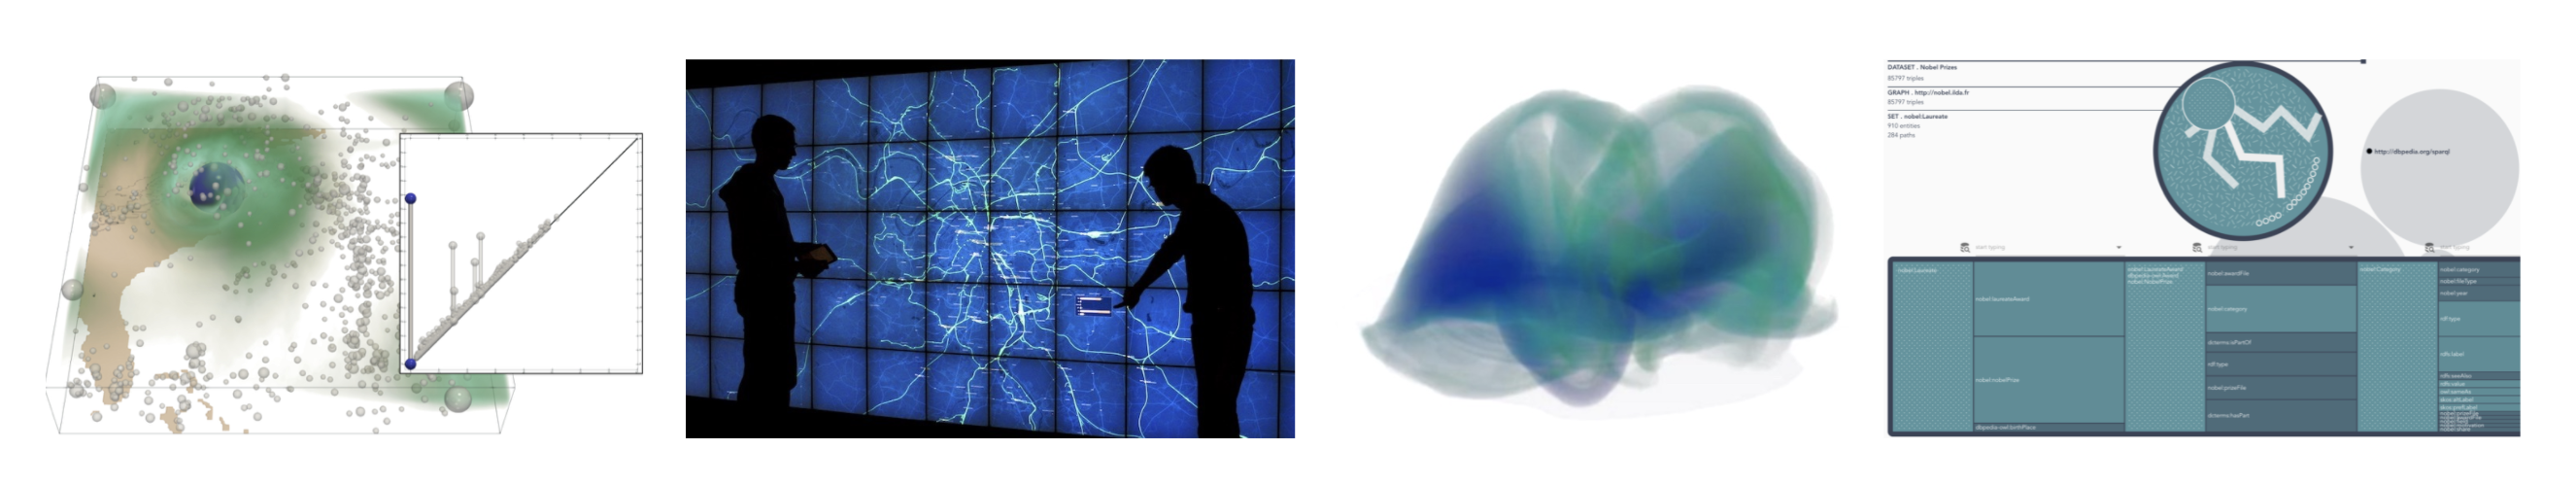 DATASET . Nobel Prizes
85797 triples
GRAPH . http://nobel.ilda.fr
85797 triples
SET . nobel:Laureate
910 entities
284 paths
http://dbpedia.org/sparql
start typing
start typing
start typing
nobel:Laureate
nobel:laureateAward
nobel:nobelPrize
dbpedia-owl:birthPlace
nobel:LaureateAward
dbpedia-owl:Award
nobel:NobelPrize
nobel:awardFile
nobel:category
dcterms:isPartOf
rdf:type
nobel:prizeFile
dcterms:hasPart
nobel:Category
nobel:category
nobel:fileType
nobel:year
rdf:type
rdfs:label
rdfs:seeAlso
rdfs:value
owl:sameAs
skos:altLabel
skos:prefLabel